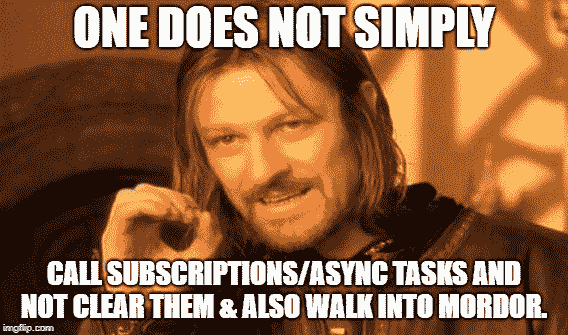 ONE DOES NOT SIMPLY
CALL SUBSCRIPTIONS/ASYNC TASKS AND
NOT CLEAR THEM & ALSO WALK INTO MORDOR.
imgflip.com